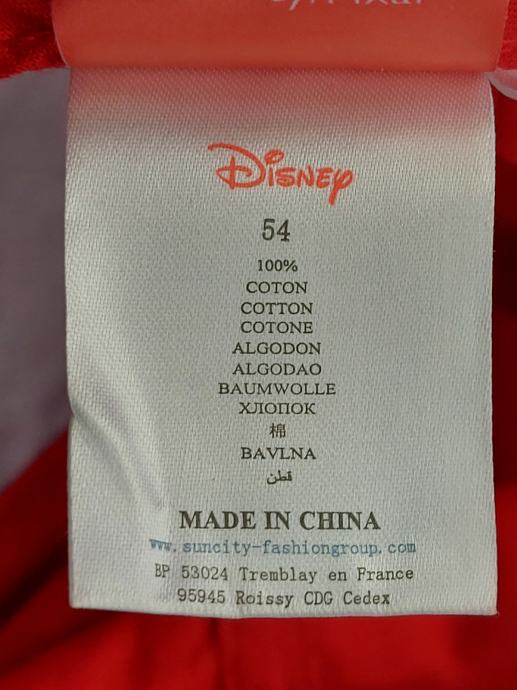 Disney
54
100%
COTON
COTTON
COTONE
ALGODON
ALGODAO
BAUMWOLLE
ХЛОПОК
棉
BAVLNA
قطن
MADE IN CHINA
www.suncity-fashiongroup.com
BP 53024 Tremblay en France
95945 Roissy CDG Cedex